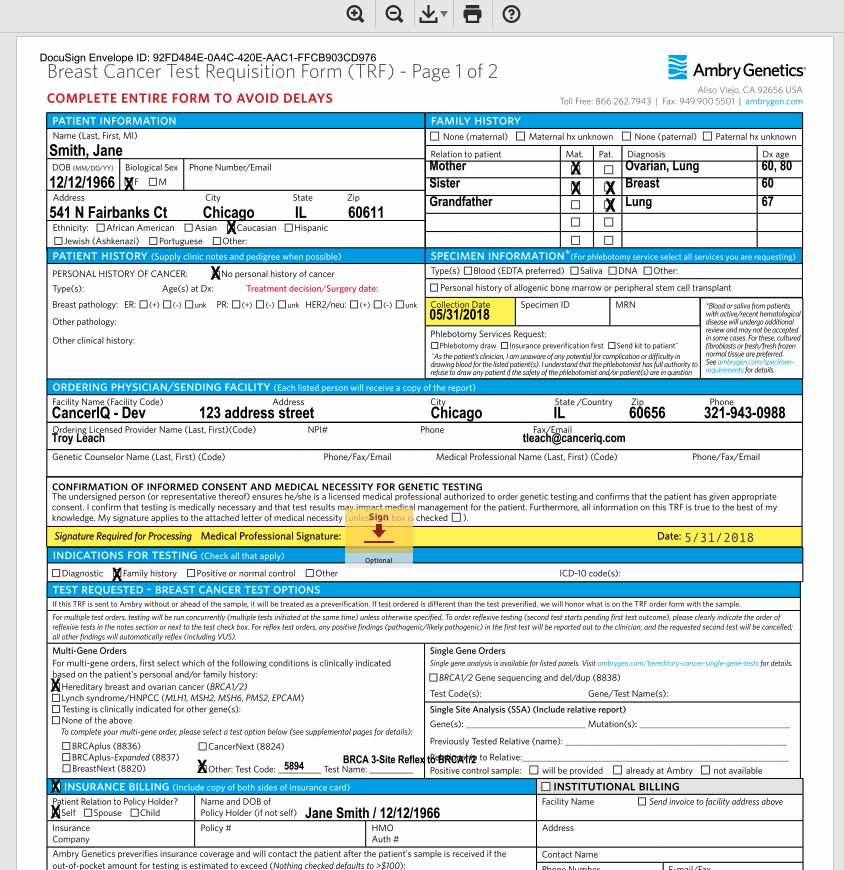 DocuSign Envelope ID: 92FD484E-0A4C-420E-AAC1-FFCB903CD976
Breast Cancer Test Requisition Form (TRF) - Page 1 of 2
Ambry Genetics
Aliso Viejo, CA 92656 USA
COMPLETE ENTIRE FORM TO AVOID DELAYS
Toll Free: 866.262.7943 | Fax: 949.900.5501 | ambrygen.com
PATIENT INFORMATION
Name (Last, First, MI)
Smith, Jane
DOB (MM/DD/YY) Biological Sex Phone Number/Email
12/12/1966 X F M
Address City State Zip
541 N Fairbanks Ct Chicago IL 60611
Ethnicity: African American Asian X Caucasian Hispanic
Jewish (Ashkenazi) Portuguese Other:
FAMILY HISTORY
None (maternal) Maternal hx unknown None (paternal) Paternal hx unknown
Relation to patient Mat. Pat. Diagnosis Dx age
Mother X Ovarian, Lung 60, 80
Sister X X Breast 60
Grandfather X Lung 67
PATIENT HISTORY (Supply clinic notes and pedigree when possible)
PERSONAL HISTORY OF CANCER: X No personal history of cancer
Type(s): Age(s) at Dx: Treatment decision/Surgery date:
Breast pathology: ER: (+) (-) unk PR: (+) (-) unk HER2/neu: (+) (-) unk
Other pathology:
Other clinical history:
SPECIMEN INFORMATION* (For phlebotomy service select all services you are requesting)
Type(s) Blood (EDTA preferred) Saliva DNA Other:
Personal history of allogenic bone marrow or peripheral stem cell transplant
Collection Date Specimen ID MRN
05/31/2018
Phlebotomy Services Request:
Phlebotomy draw Insurance preverification first Send kit to patient^
^As the patient's clinician, I am unaware of any potential for complication or difficulty in
drawing blood for the listed patient(s). I understand that the phlebotomist has full authority to
refuse to draw any patient if the safety of the phlebotomist and/or patient(s) are in question
*Blood or saliva from patients
with active/recent hematological
disease will undergo additional
review and may not be accepted
in some cases. For these, cultured
fibroblasts or fresh/fresh frozen
normal tissue are preferred.
See ambrygen.com/specimen-
requirements for details.
ORDERING PHYSICIAN/SENDING FACILITY (Each listed person will receive a copy of the report)
Facility Name (Facility Code) Address City State /Country Zip Phone
CancerIQ - Dev 123 address street Chicago IL 60656 321-943-0988
Ordering Licensed Provider Name (Last, First)(Code) NPI# Phone Fax/Email
Troy Leach tleach@canceriq.com
Genetic Counselor Name (Last, First) (Code) Phone/Fax/Email Medical Professional Name (Last, First) (Code) Phone/Fax/Email
CONFIRMATION OF INFORMED CONSENT AND MEDICAL NECESSITY FOR GENETIC TESTING
The undersigned person (or representative thereof) ensures he/she is a licensed medical professional authorized to order genetic testing and confirms that the patient has given appropriate
consent. I confirm that testing is medically necessary and that test results may impact medical management for the patient. Furthermore, all information on this TRF is true to the best of my
knowledge. My signature applies to the attached letter of medical necessity (unless this box is checked ).
Sign
Signature Required for Processing Medical Professional Signature: Date: 5/31/2018
Optional
INDICATIONS FOR TESTING (Check all that apply)
Diagnostic X Family history Positive or normal control Other ICD-10 code(s):
TEST REQUESTED – BREAST CANCER TEST OPTIONS
If this TRF is sent to Ambry without or ahead of the sample, it will be treated as a preverification. If test ordered is different than the test preverified, we will honor what is on the TRF order form with the sample.
For multiple test orders, testing will be run concurrently (multiple tests initiated at the same time) unless otherwise specified. To order reflexive testing (second test starts pending first test outcome), please clearly indicate the order of
reflexive tests in the notes section or next to the test check box. For reflex test orders, any positive findings (pathogenic/likely pathogenic) in the first test will be reported out to the clinician, and the requested second test will be cancelled;
all other findings will automatically reflex (including VUS).
Multi-Gene Orders
For multi-gene orders, first select which of the following conditions is clinically indicated
based on the patient's personal and/or family history:
X Hereditary breast and ovarian cancer (BRCA1/2)
Lynch syndrome/HNPCC (MLH1, MSH2, MSH6, PMS2, EPCAM)
Testing is clinically indicated for other gene(s):
None of the above
To complete your multi-gene order, please select a test option below (see supplemental pages for details):
BRCAplus (8836) CancerNext (8824)
BRCAplus-Expanded (8837)
BreastNext (8820) X Other: Test Code: 5894 Test Name:
BRCA 3-Site Reflex to BRCA1/2
Single Gene Orders
Single gene analysis is available for listed panels. Visit ambrygen.com/hereditary-cancer-single-gene-tests for details.
BRCA1/2 Gene sequencing and del/dup (8838)
Test Code(s): Gene/Test Name(s):
Single Site Analysis (SSA) (Include relative report)
Gene(s): Mutation(s):
Previously Tested Relative (name):
Relationship to Relative:
Positive control sample: will be provided already at Ambry not available
X INSURANCE BILLING (Include copy of both sides of insurance card)
Patient Relation to Policy Holder? Name and DOB of
X Self Spouse Child Policy Holder (if not self) Jane Smith / 12/12/1966
Insurance Policy # HMO
Company Auth #
Ambry Genetics preverifies insurance coverage and will contact the patient after the patient's sample is received if the
out-of-pocket amount for testing is estimated to exceed (Nothing checked defaults to >$100):
INSTITUTIONAL BILLING
Facility Name Send invoice to facility address above
Address
Contact Name
Phone Number E-mail/Fax